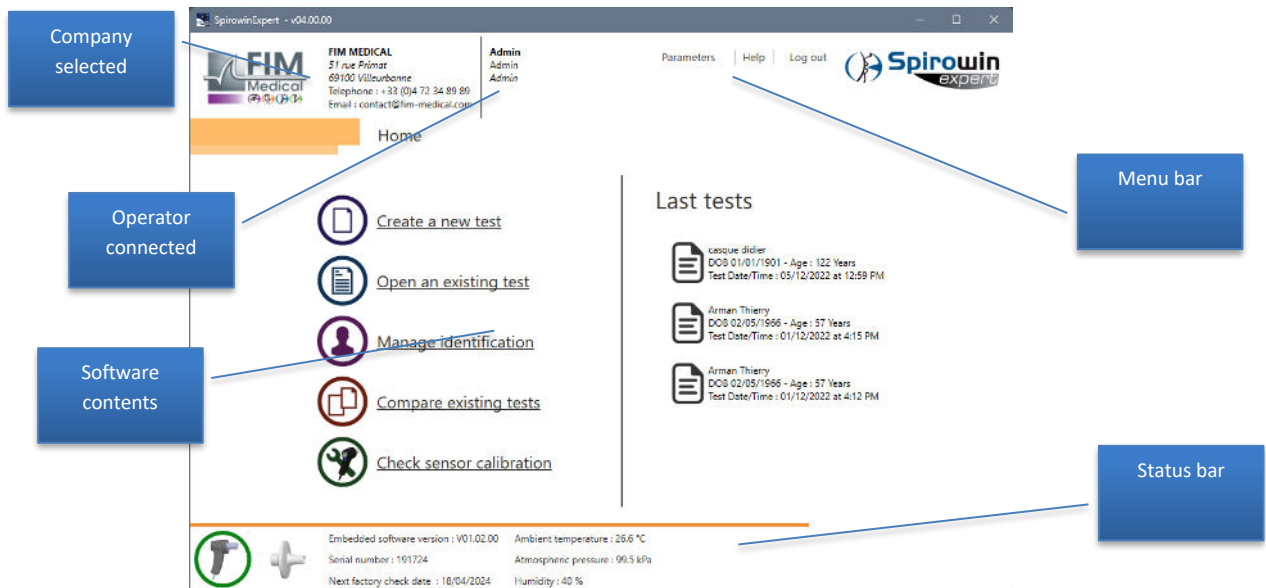 SpirowinExpert - v04.00.00
Company
selected
FIM
Medical
FIM MEDICAL
51 rue Primat
69100 Villeurbanne
Telephone : +33 (0)4 72 34 89 89
Email : contact@fim-medical.com
Admin
Admin
Admin
Parameters
Help
Log out
Spirowin
expert
Home
Menu bar
Operator
connected
Create a new test
Open an existing test
Manage identification
Compare existing tests
Check sensor calibration
Software
contents
Last tests
casque didier
DOB 01/01/1901 - Age : 122 Years
Test Date/Time : 05/12/2022 at 12:59 PM
Arman Thierry
DOB 02/05/1966 - Age : 57 Years
Test Date/Time : 01/12/2022 at 4:15 PM
Arman Thierry
DOB 02/05/1966 - Age : 57 Years
Test Date/Time : 01/12/2022 at 4:12 PM
Status bar
Embedded software version : V01.02.00
Serial number : 191724
Next factory check date : 18/04/2024
Ambient temperature : 26.6 °C
Atmospheric pressure : 99.5 kPa
Humidity : 40 %